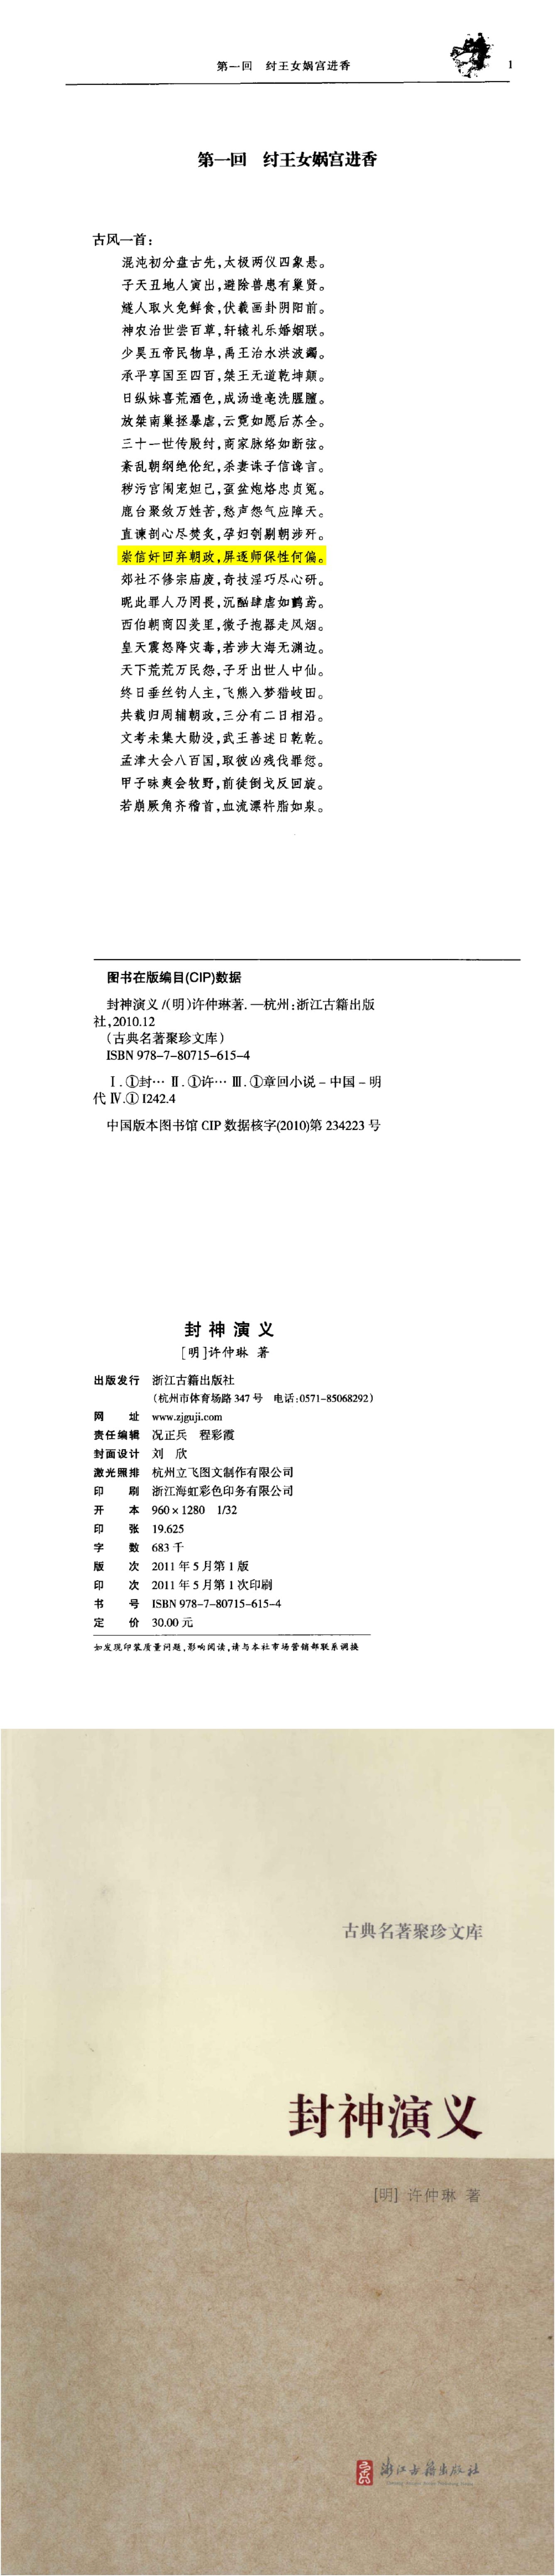 第一回 纣王女娲宫进香 1
第一回 纣王女娲宫进香
古风一首：
混沌初分盘古先，太极两仪四象悬。
子天丑地人寅出，避除兽患有巢贤。
燧人取火免鲜食，伏羲画卦阴阳前。
神农治世尝百草，轩辕礼乐婚姻联。
少昊五帝民物阜，禹王治水洪波蠲。
承平享国至四百，桀王无道乾坤颠。
日纵妹喜荒酒色，成汤造亳洗腥膻。
放桀南巢拯暴虐，云霓如愿后苏全。
三十一世传殷纣，商家脉络如断弦。
紊乱朝纲绝伦纪，杀妻诛子信谗言。
秽污宫闱宠妲己，虿盆炮烙忠贞冤。
鹿台聚敛万姓苦，愁声怨气应障天。
直谏剖心尽焚炙，孕妇刳剔朝涉歼。
崇信奸回弃朝政，屏逐师保性何偏。
郊社不修宗庙废，奇技淫巧尽心研。
昵此罪人乃罔畏，沉酗肆虐如鹯鸢。
西伯朝商囚羑里，微子抱器走风烟。
皇天震怒降灾毒，若涉大海无渊边。
天下荒荒万民怨，子牙出世人中仙。
终日垂丝钓人主，飞熊入梦猎岐田。
共载归周辅朝政，三分有二日相沿。
文考未集大勋没，武王善述日乾乾。
孟津大会八百国，取彼凶残伐罪愆。
甲子昧爽会牧野，前徒倒戈反回旋。
若崩厥角齐稽首，血流漂杵脂如泉。
图书在版编目(CIP)数据
封神演义/(明)许仲琳著.—杭州：浙江古籍出版
社，2010.12
（古典名著聚珍文库）
ISBN 978-7-80715-615-4
Ⅰ.①封… Ⅱ.①许… Ⅲ.①章回小说－中国－明
代 Ⅳ.①I242.4
中国版本图书馆 CIP 数据核字(2010)第 234223 号
封神演义
[明]许仲琳 著
出版发行 浙江古籍出版社
（杭州市体育场路 347 号 电话:0571-85068292）
网 址 www.zjguji.com
责任编辑 况正兵 程彩霞
封面设计 刘 欣
激光照排 杭州立飞图文制作有限公司
印 刷 浙江海虹彩色印务有限公司
开 本 960×1280 1/32
印 张 19.625
字 数 683 千
版 次 2011 年 5 月第 1 版
印 次 2011 年 5 月第 1 次印刷
书 号 ISBN 978-7-80715-615-4
定 价 30.00 元
如发现印装质量问题，影响阅读，请与本社市场营销部联系调换
古典名著聚珍文库
封神演义
[明] 许仲琳 著
浙江古籍出版社